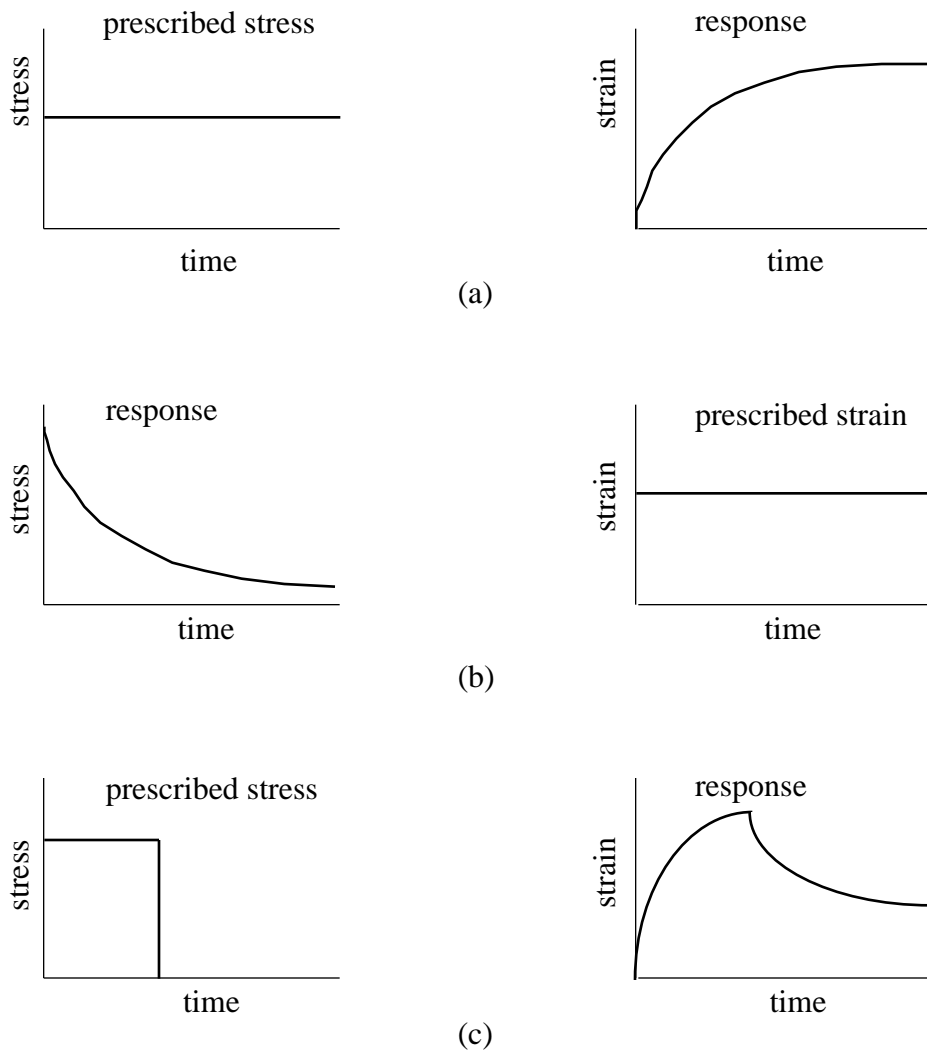 prescribed stress
response
stress
strain
time
time
(a)
response
prescribed strain
stress
strain
time
time
(b)
prescribed stress
response
stress
strain
time
time
(c)